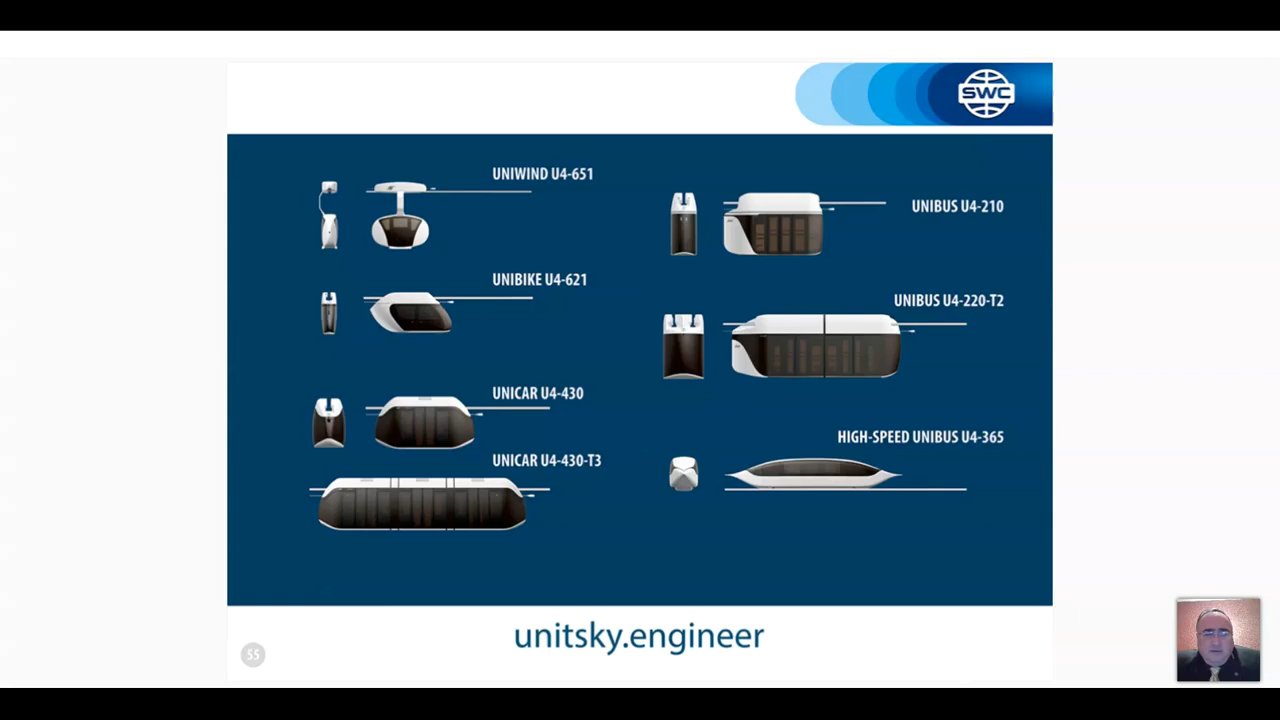 SWC
UNIWIND U4-651
UNIBIKE U4-621
UNICAR U4-430
UNICAR U4-430-T3
UNIBUS U4-210
UNIBUS U4-220-T2
HIGH-SPEED UNIBUS U4-365
unitsky.engineer
55